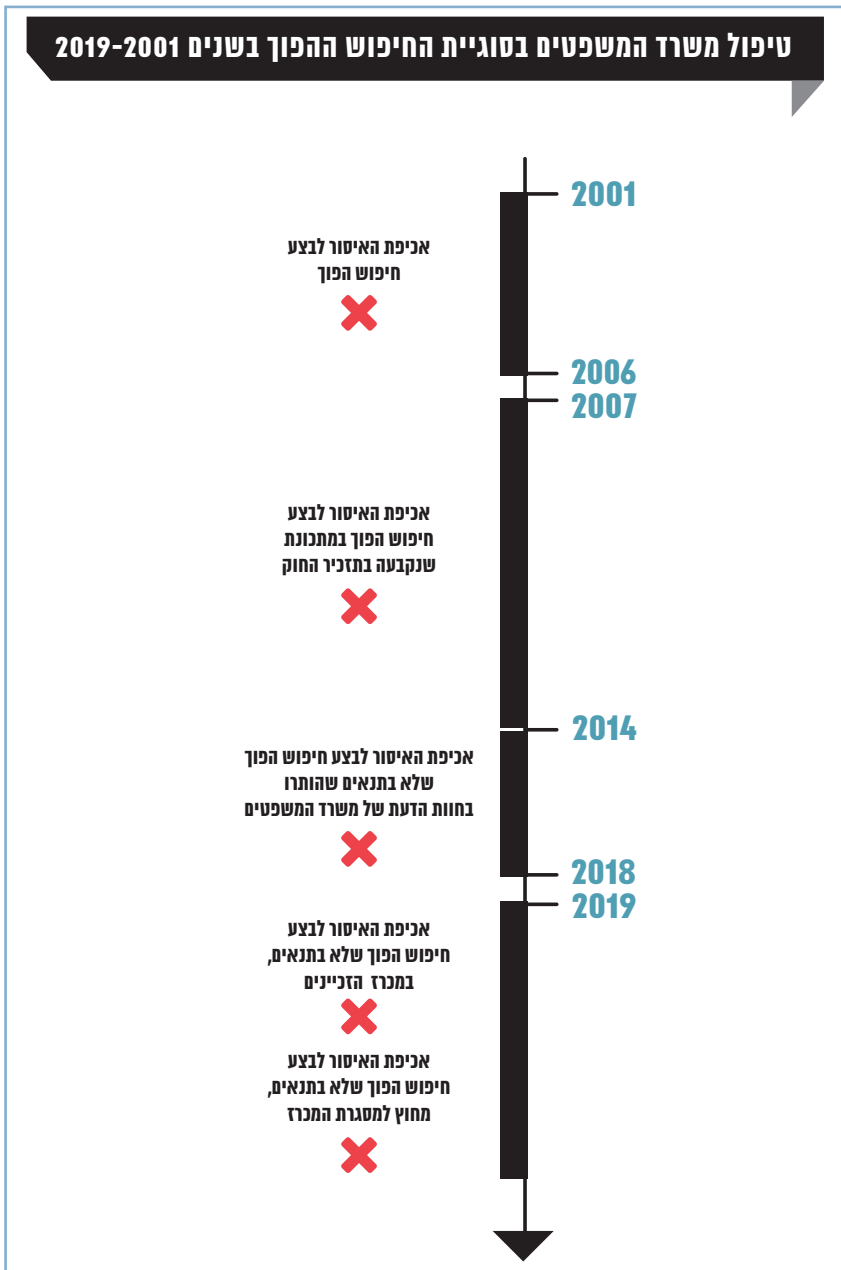 טיפול משרד המשפטים בסוגיית החיפוש ההפוך בשנים 2019-2001
2001
אכיפת האיסור לבצע
חיפוש הפוך
2006
2007
אכיפת האיסור לבצע
חיפוש הפוך במתכונת
שנקבעה בתזכיר החוק
2014
אכיפת האיסור לבצע חיפוש הפוך
שלא בתנאים שהותרו
בחוות הדעת של משרד המשפטים
2018
2019
אכיפת האיסור לבצע
חיפוש הפוך שלא בתנאים,
במכרז הזכיינים
אכיפת האיסור לבצע
חיפוש הפוך שלא בתנאים,
מחוץ למסגרת המכרז